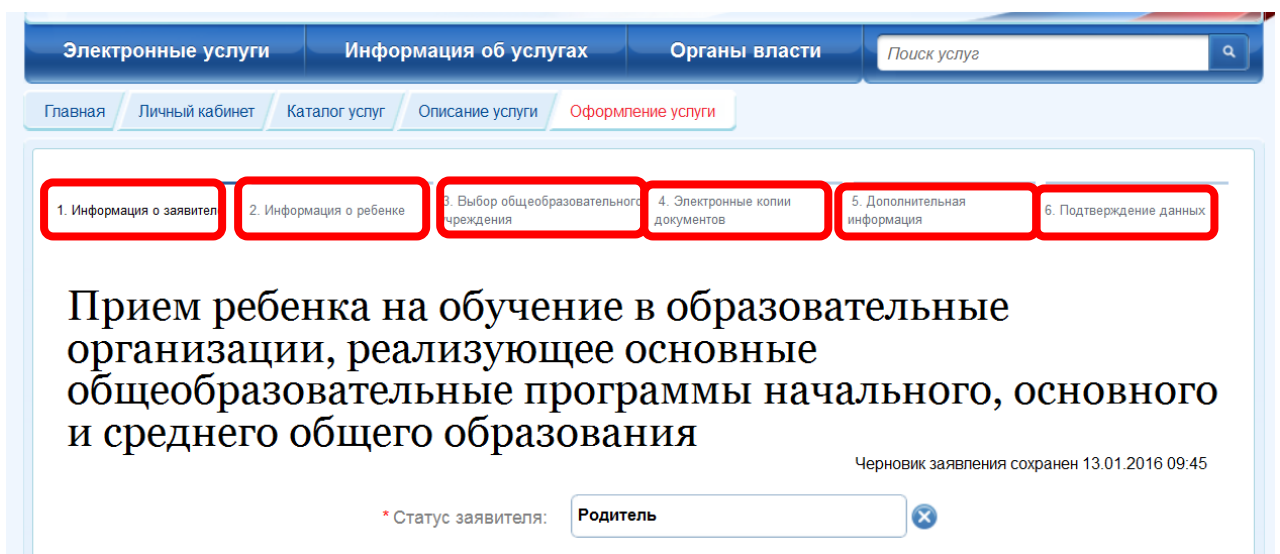 Электронные услуги Информация об услугах Органы власти Поиск услуг
Главная Личный кабинет Каталог услуг Описание услуги Оформление услуги
1. Информация о заявител
2. Информация о ребенке
3. Выбор общеобразовательного
учреждения
4. Электронные копии
документов
5. Дополнительная
информация
6. Подтверждение данных
Прием ребенка на обучение в образовательные
организации, реализующее основные
общеобразовательные программы начального, основного
и среднего общего образования
Черновик заявления сохранен 13.01.2016 09:45
* Статус заявителя: Родитель